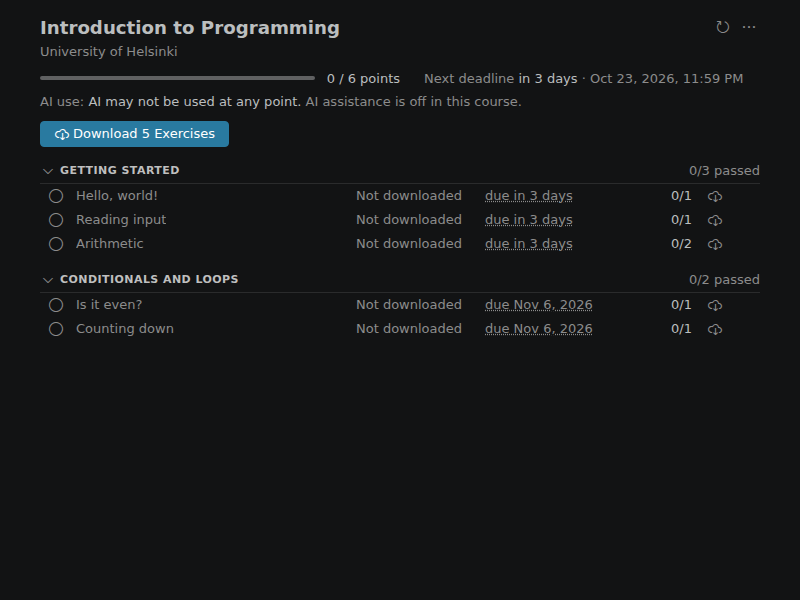 Introduction to Programming
University of Helsinki
0 / 6 points Next deadline in 3 days · Oct 23, 2026, 11:59 PM
AI use: AI may not be used at any point. AI assistance is off in this course.
Download 5 Exercises
GETTING STARTED 0/3 passed
Hello, world! Not downloaded due in 3 days 0/1
Reading input Not downloaded due in 3 days 0/1
Arithmetic Not downloaded due in 3 days 0/2
CONDITIONALS AND LOOPS 0/2 passed
Is it even? Not downloaded due Nov 6, 2026 0/1
Counting down Not downloaded due Nov 6, 2026 0/1